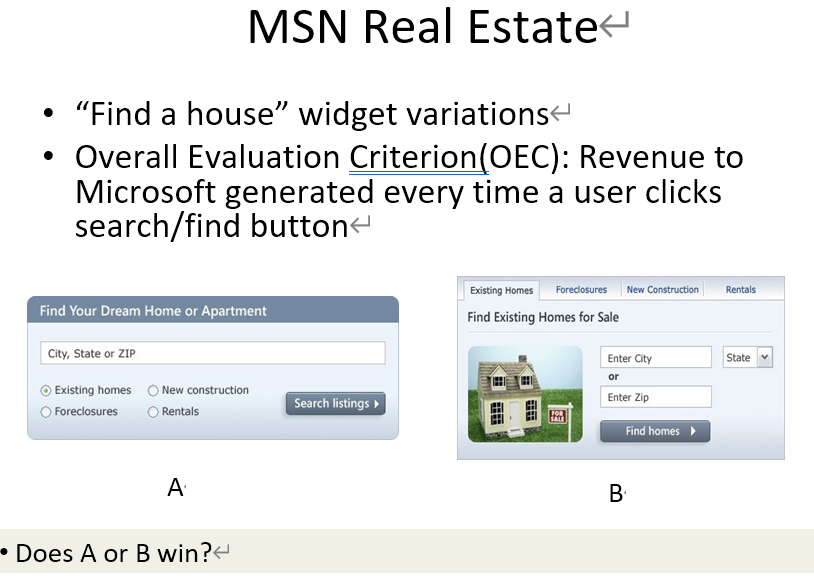 MSN Real Estate↵
• “Find a house” widget variations↵
• Overall Evaluation Criterion(OEC): Revenue to
Microsoft generated every time a user clicks
search/find button↵
Find Your Dream Home or Apartment
City, State or ZIP
Existing homes New construction
Foreclosures Rentals
Search listings
Existing Homes Foreclosures New Construction Rentals
Find Existing Homes for Sale
Enter City State
or
Enter Zip
Find homes
FOR
SALE
A
B
• Does A or B win?↵